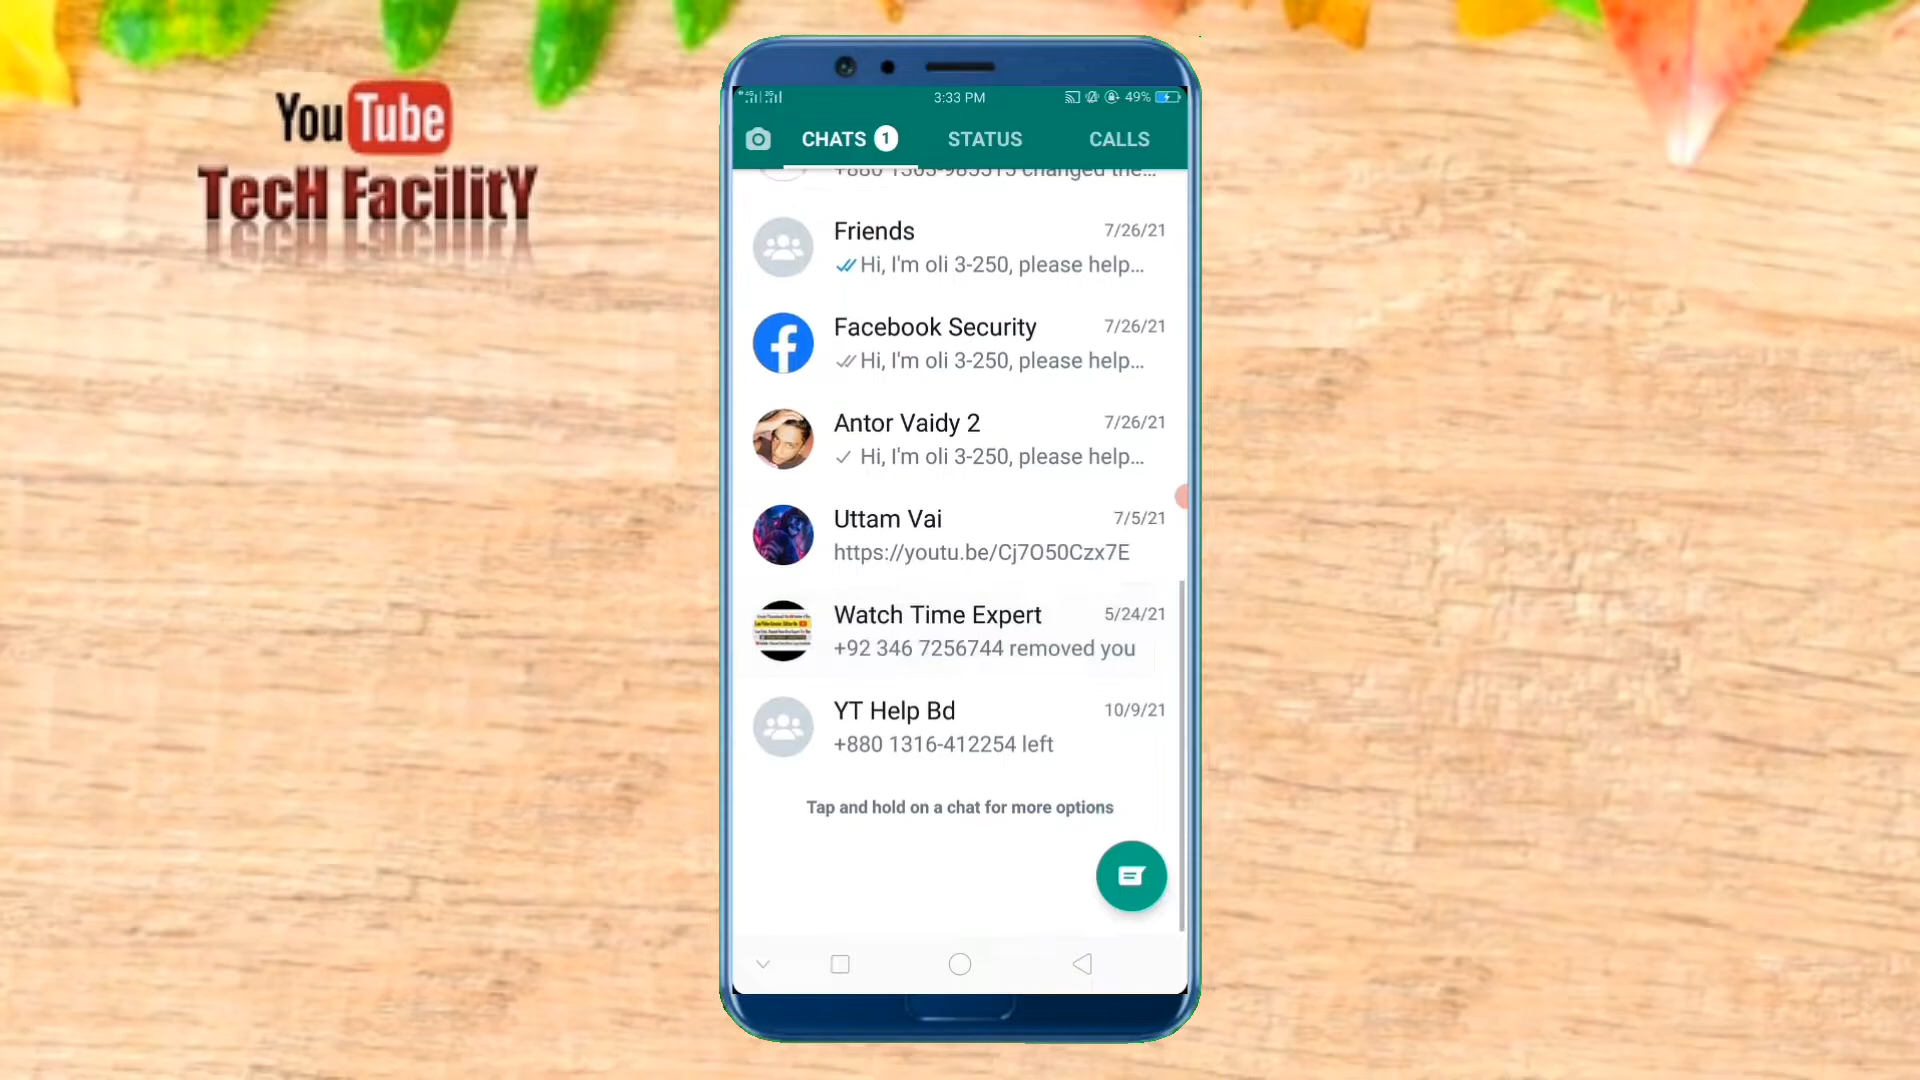 YouTube
TecH FacilitY
3:33 PM
49%
CHATS 1 STATUS CALLS
changed the...
Friends 7/26/21
Hi, I'm oli 3-250, please help...
Facebook Security 7/26/21
Hi, I'm oli 3-250, please help...
Antor Vaidy 2 7/26/21
Hi, I'm oli 3-250, please help...
Uttam Vai 7/5/21
https://youtu.be/Cj7O50Czx7E
Watch Time Expert 5/24/21
+92 346 7256744 removed you
YT Help Bd 10/9/21
+880 1316-412254 left
Tap and hold on a chat for more options